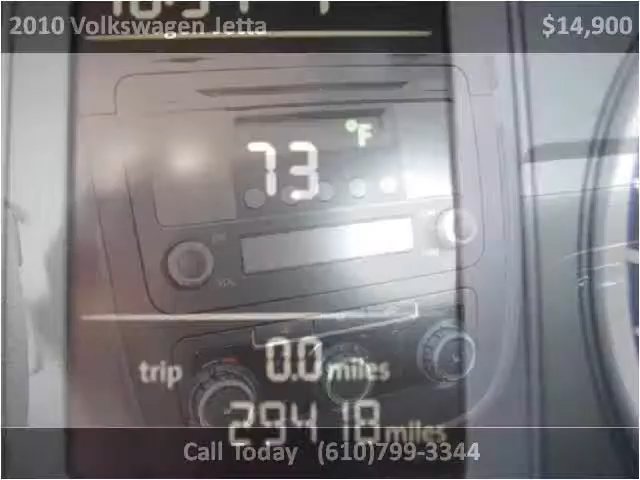 2010 Volkswagen Jetta $14,900
73 °F
trip 0.0 miles
29418 miles
Call Today (610)799-3344